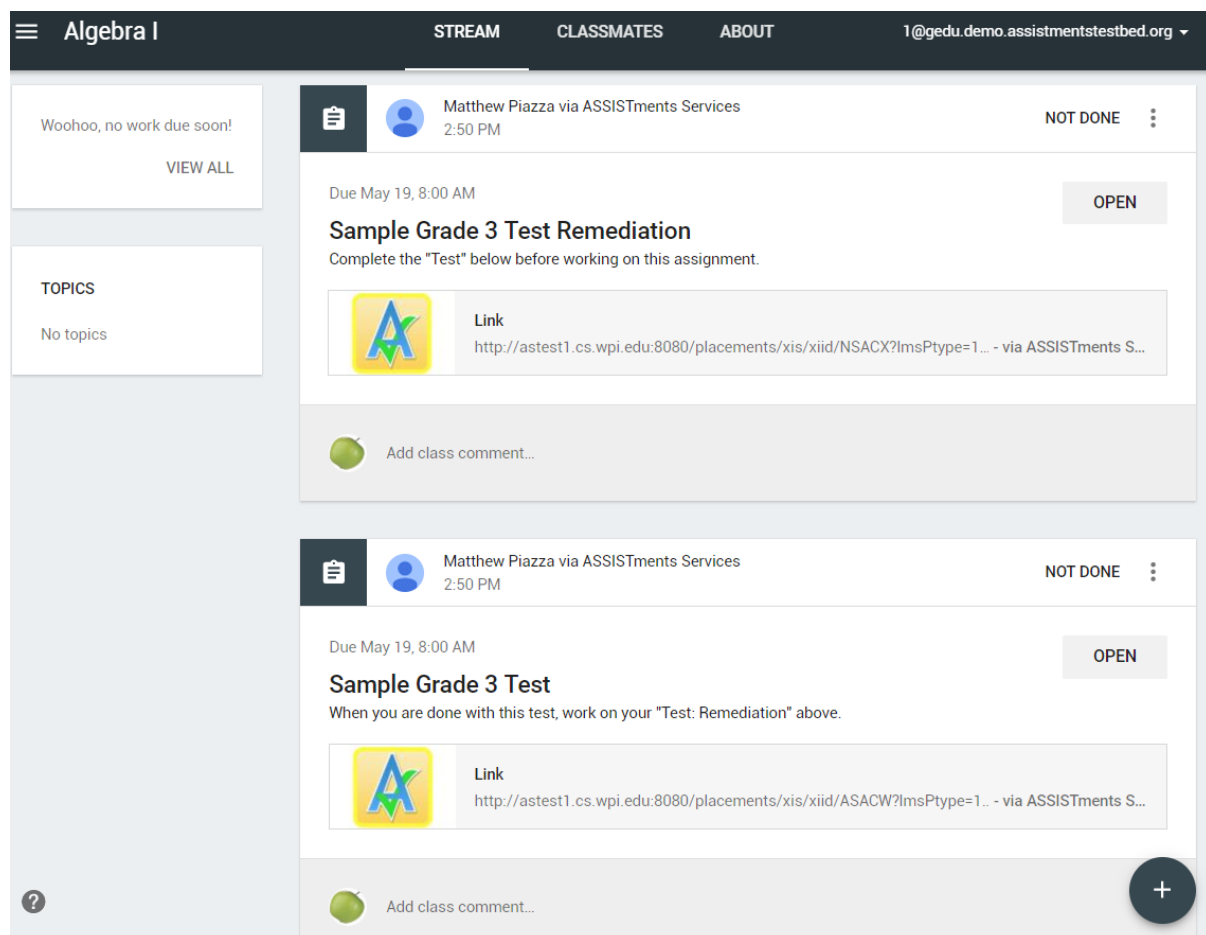 Algebra I
STREAM
CLASSMATES
ABOUT
1@gedu.demo.assistmentstestbed.org
Woohoo, no work due soon!
VIEW ALL
TOPICS
No topics
Matthew Piazza via ASSISTments Services
2:50 PM
NOT DONE
Due May 19, 8:00 AM
OPEN
Sample Grade 3 Test Remediation
Complete the "Test" below before working on this assignment.
Link
http://astest1.cs.wpi.edu:8080/placements/xis/xiid/NSACX?lmsPtype=1... - via ASSISTments S...
Add class comment...
Matthew Piazza via ASSISTments Services
2:50 PM
NOT DONE
Due May 19, 8:00 AM
OPEN
Sample Grade 3 Test
When you are done with this test, work on your "Test: Remediation" above.
Link
http://astest1.cs.wpi.edu:8080/placements/xis/xiid/ASACW?lmsPtype=1.. - via ASSISTments S...
Add class comment...